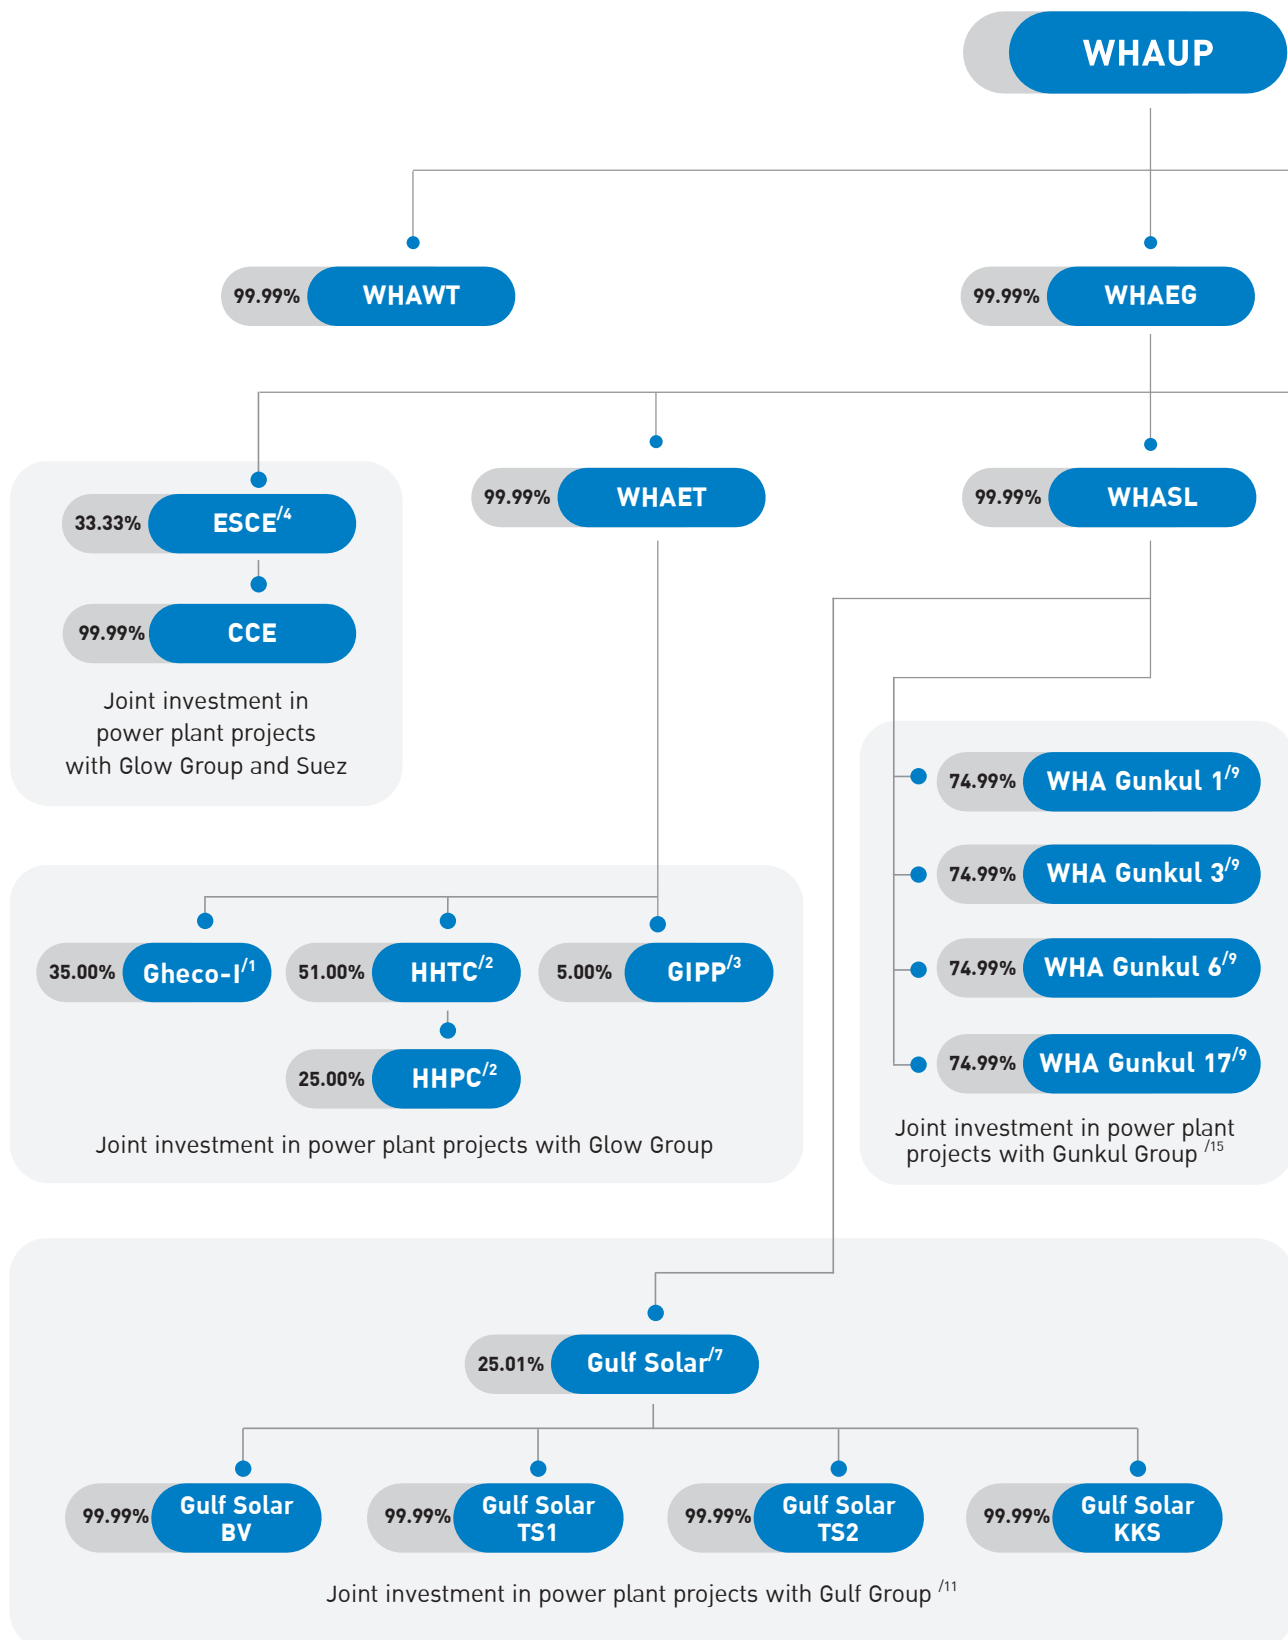 WHAUP
99.99% WHAWT
99.99% WHAEG
33.33% ESCE/4
99.99% WHAET
99.99% WHASL
99.99% CCE
Joint investment in
power plant projects
with Glow Group and Suez
74.99% WHA Gunkul 1/9
74.99% WHA Gunkul 3/9
74.99% WHA Gunkul 6/9
74.99% WHA Gunkul 17/9
Joint investment in power plant
projects with Gunkul Group /15
35.00% Gheco-I/1
51.00% HHTC/2
5.00% GIPP/3
25.00% HHPC/2
Joint investment in power plant projects with Glow Group
25.01% Gulf Solar/7
99.99% Gulf Solar
BV
99.99% Gulf Solar
TS1
99.99% Gulf Solar
TS2
99.99% Gulf Solar
KKS
Joint investment in power plant projects with Gulf Group /11